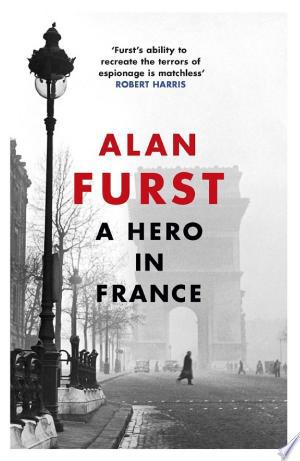 'Furst's ability to
recreate the terrors of
espionage is matchless'
ROBERT HARRIS
ALAN
FURST
A HERO
IN
FRANCE